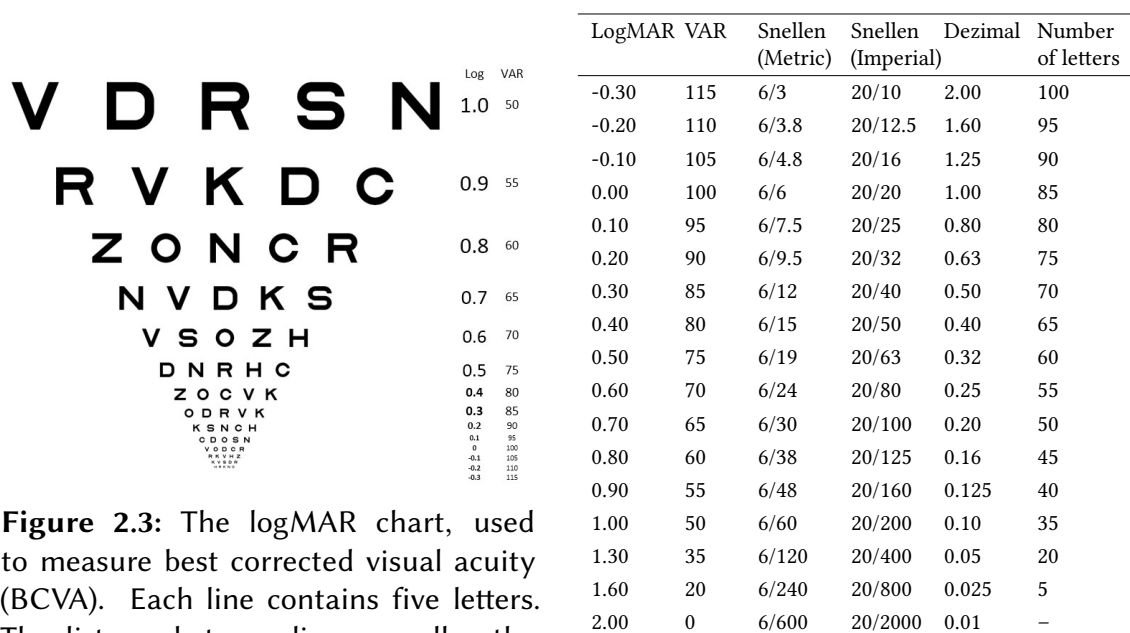 Log VAR
V D R S N 1.0 50
R V K D C 0.9 55
Z O N C R 0.8 60
N V D K S 0.7 65
V S O Z H 0.6 70
D N R H C 0.5 75
Z O C V K 0.4 80
O D R V K 0.3 85
K S N C H 0.2 90
C D O S N 0.1 95
V O D C R 0 100
R K V H Z -0.1 105
K V S O R -0.2 110
-0.3 115
Figure 2.3: The logMAR chart, used
to measure best corrected visual acuity
(BCVA). Each line contains five letters.
LogMAR VAR Snellen Snellen Dezimal Number
(Metric) (Imperial) of letters
-0.30 115 6/3 20/10 2.00 100
-0.20 110 6/3.8 20/12.5 1.60 95
-0.10 105 6/4.8 20/16 1.25 90
0.00 100 6/6 20/20 1.00 85
0.10 95 6/7.5 20/25 0.80 80
0.20 90 6/9.5 20/32 0.63 75
0.30 85 6/12 20/40 0.50 70
0.40 80 6/15 20/50 0.40 65
0.50 75 6/19 20/63 0.32 60
0.60 70 6/24 20/80 0.25 55
0.70 65 6/30 20/100 0.20 50
0.80 60 6/38 20/125 0.16 45
0.90 55 6/48 20/160 0.125 40
1.00 50 6/60 20/200 0.10 35
1.30 35 6/120 20/400 0.05 20
1.60 20 6/240 20/800 0.025 5
2.00 0 6/600 20/2000 0.01 –